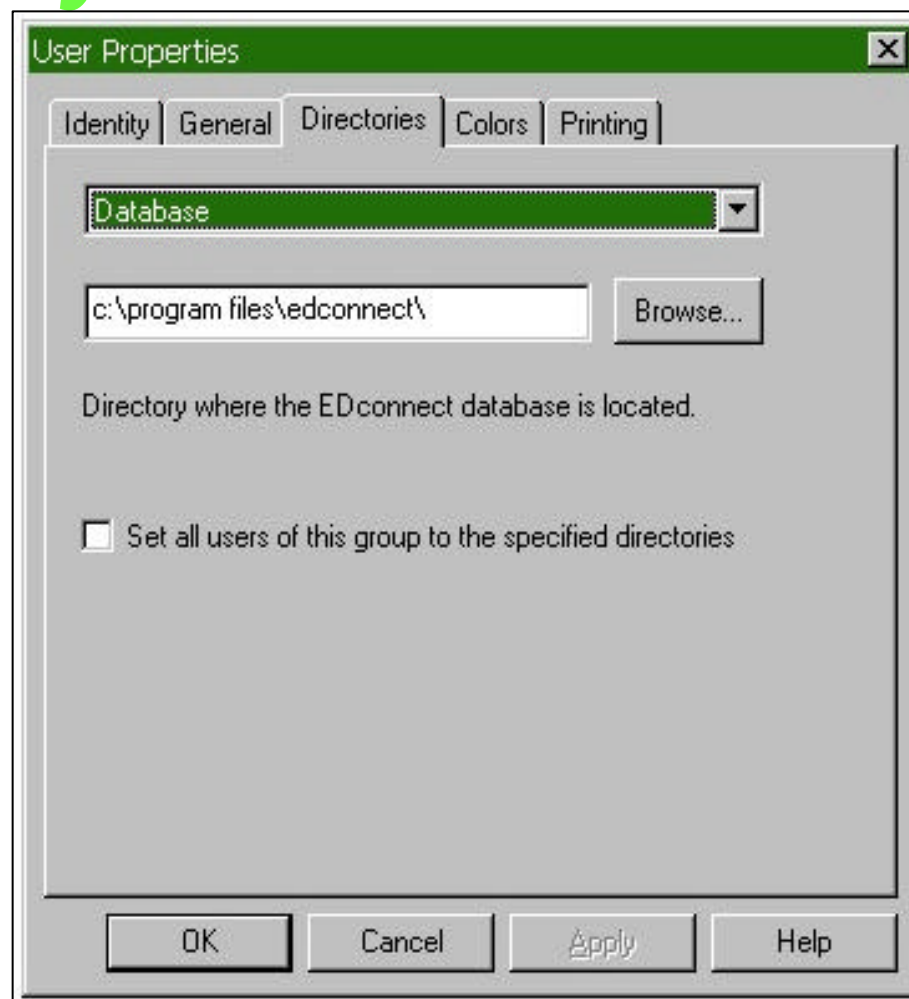 User Properties
Identity General Directories Colors Printing
Database
c:\program files\edconnect\ Browse...
Directory where the EDconnect database is located.
Set all users of this group to the specified directories
OK Cancel Apply Help